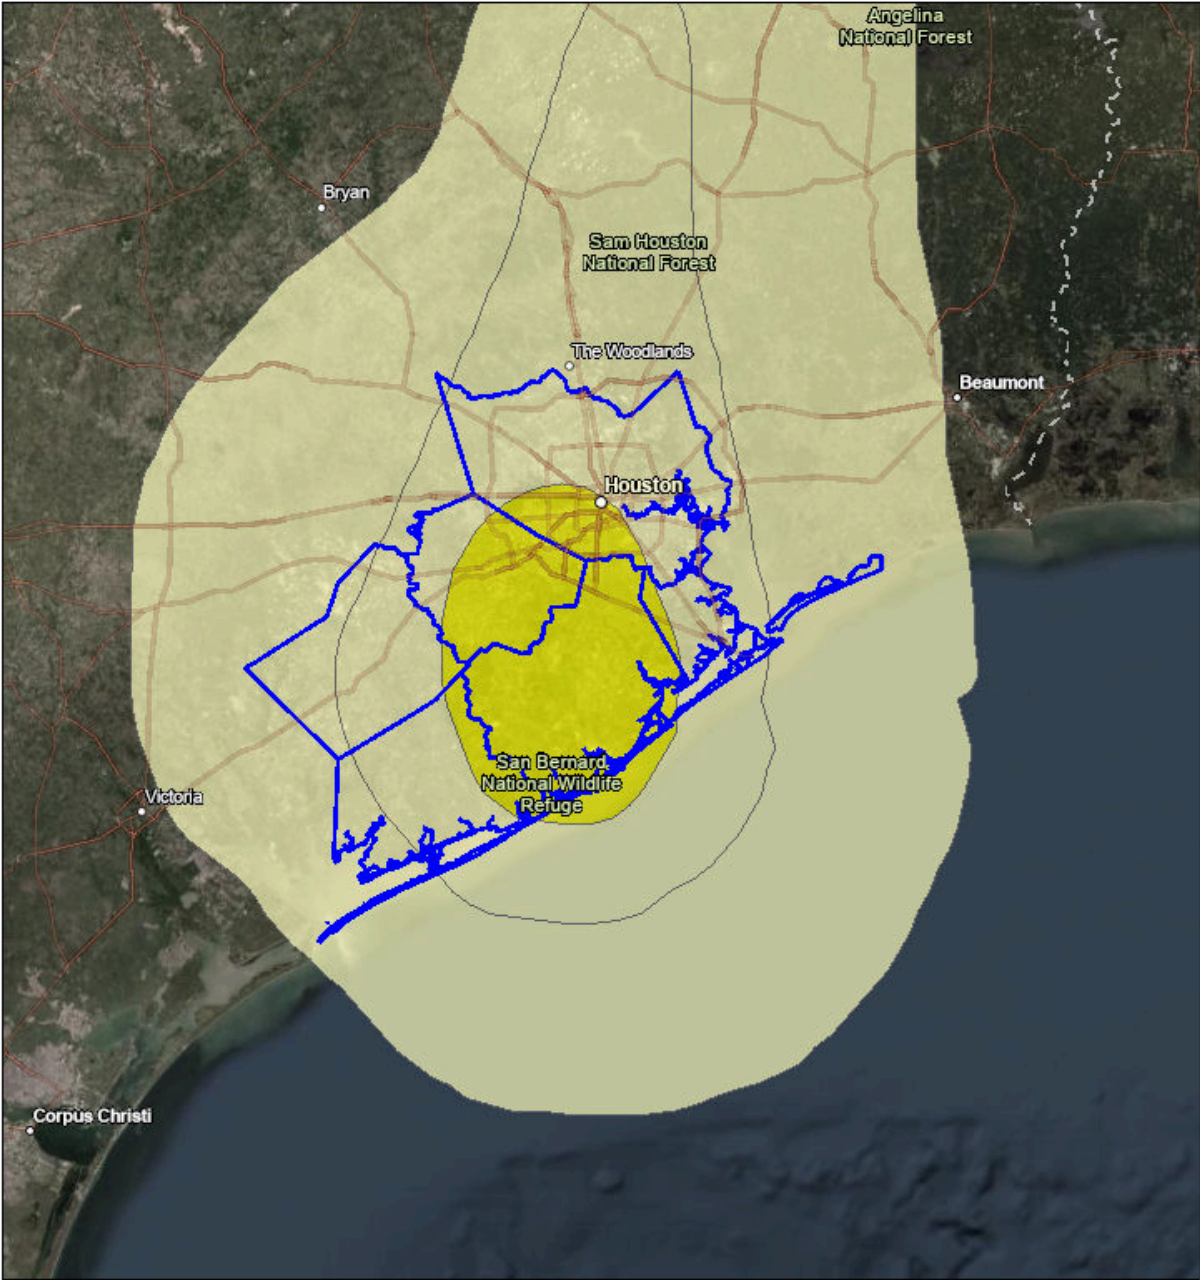 Angelina
National Forest
Bryan
Sam Houston
National Forest
The Woodlands
Beaumont
Houston
San Bernard
National Wildlife
Refuge
Victoria
Corpus Christi